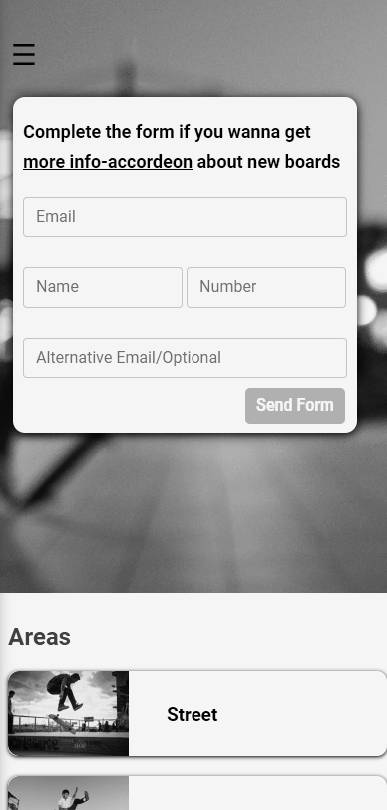 ☰
Complete the form if you wanna get
more info-accordeon about new boards
Email
Name Number
Alternative Email/Optional
Send Form
Areas
Street